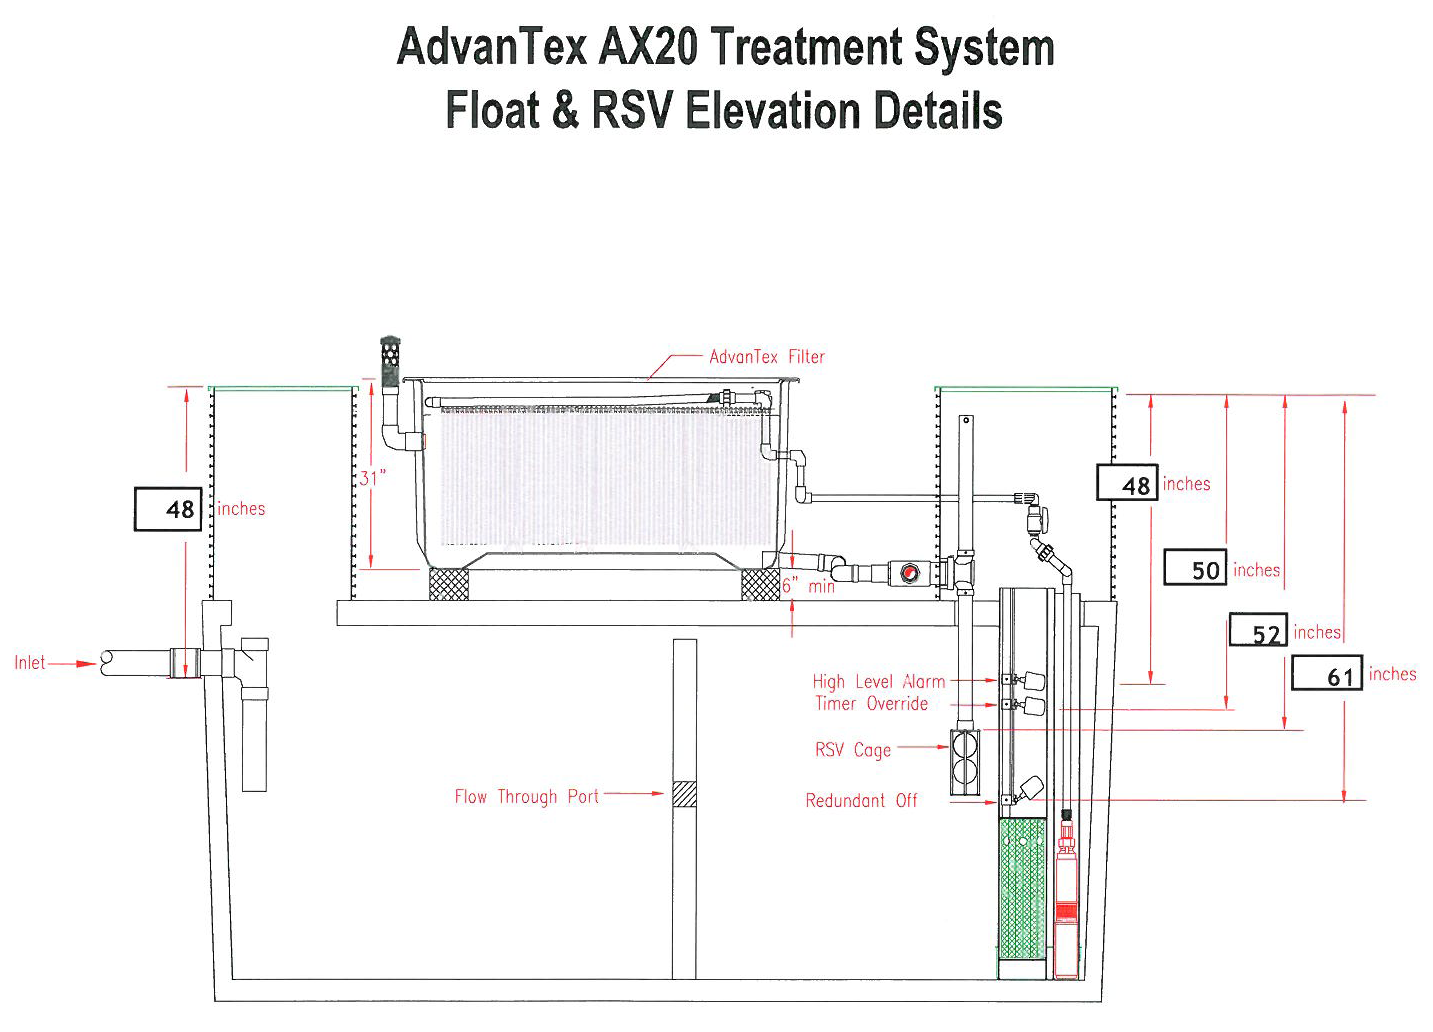 AdvanTex AX20 Treatment System
Float & RSV Elevation Details
AdvanTex Filter
31"
48 inches
48 inches
50 inches
6" min
52 inches
Inlet
61 inches
High Level Alarm
Timer Override
RSV Cage
Flow Through Port
Redundant Off